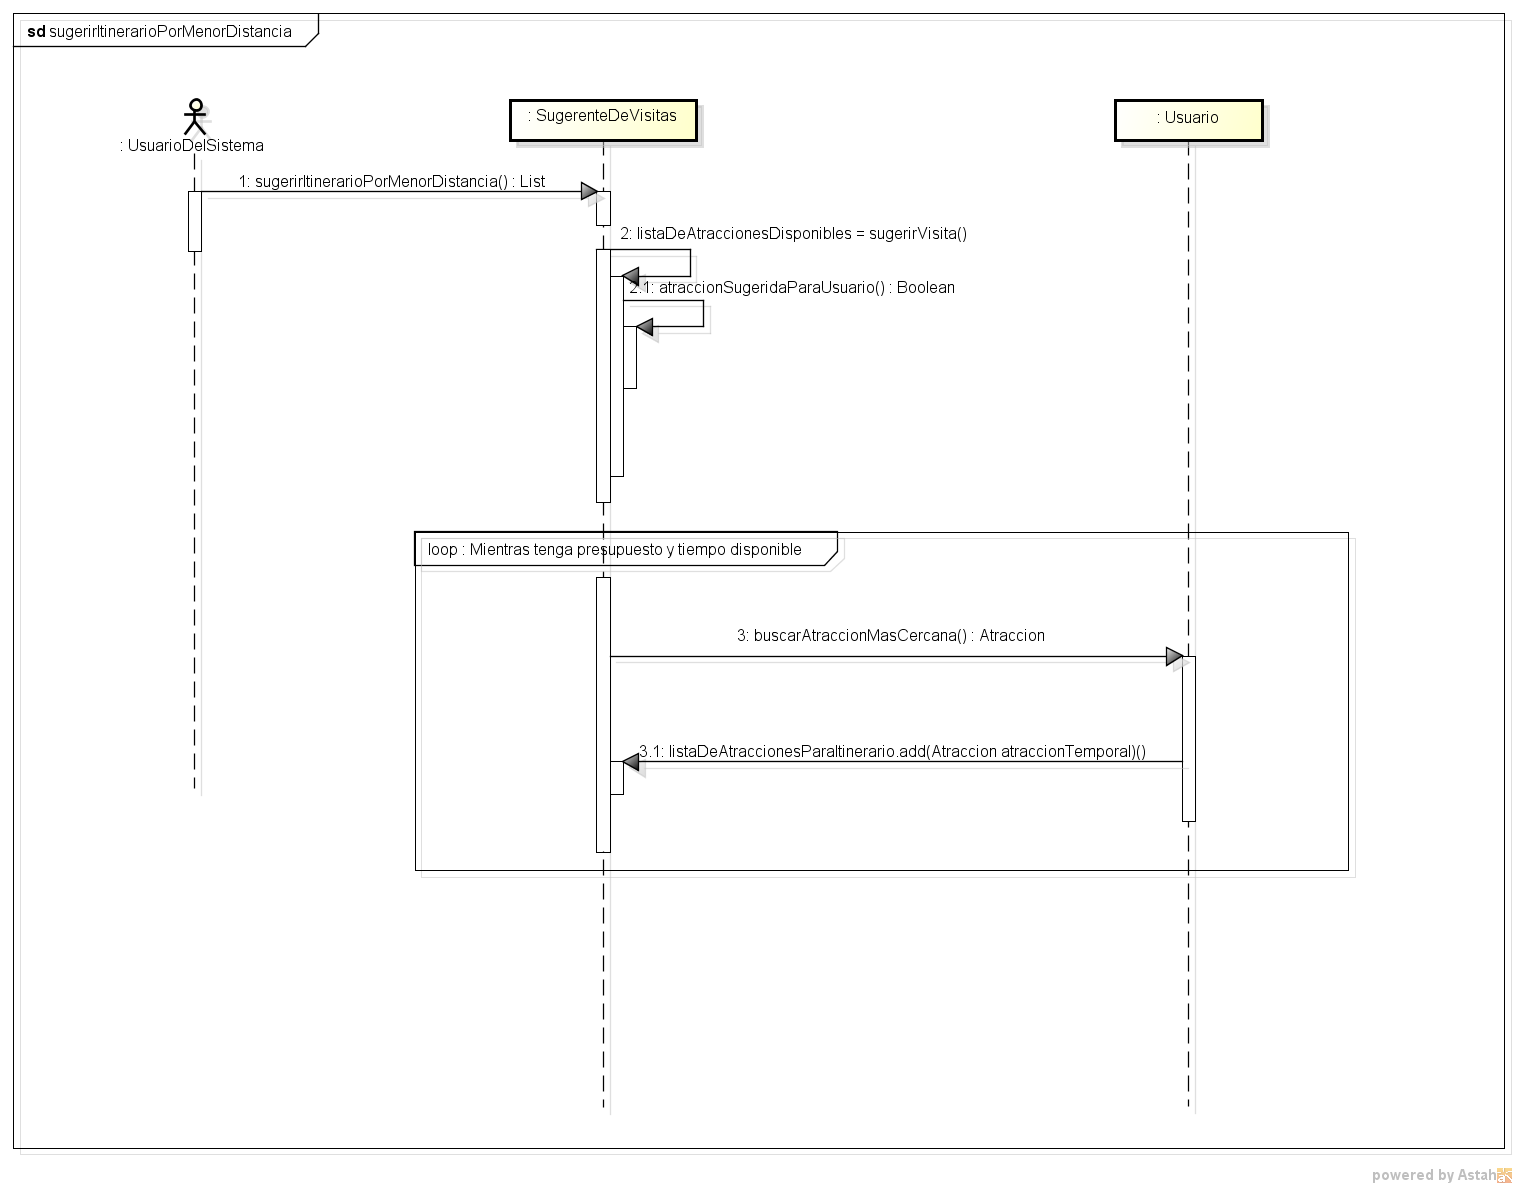 sd sugerirItinerarioPorMenorDistancia
: UsuarioDelSistema
: SugerenteDeVisitas
: Usuario
1: sugerirItinerarioPorMenorDistancia() : List
2: listaDeAtraccionesDisponibles = sugerirVisita()
2.1: atraccionSugeridaParaUsuario() : Boolean
loop : Mientras tenga presupuesto y tiempo disponible
3: buscarAtraccionMasCercana() : Atraccion
3.1: listaDeAtraccionesParaItinerario.add(Atraccion atraccionTemporal)()
powered by Astah